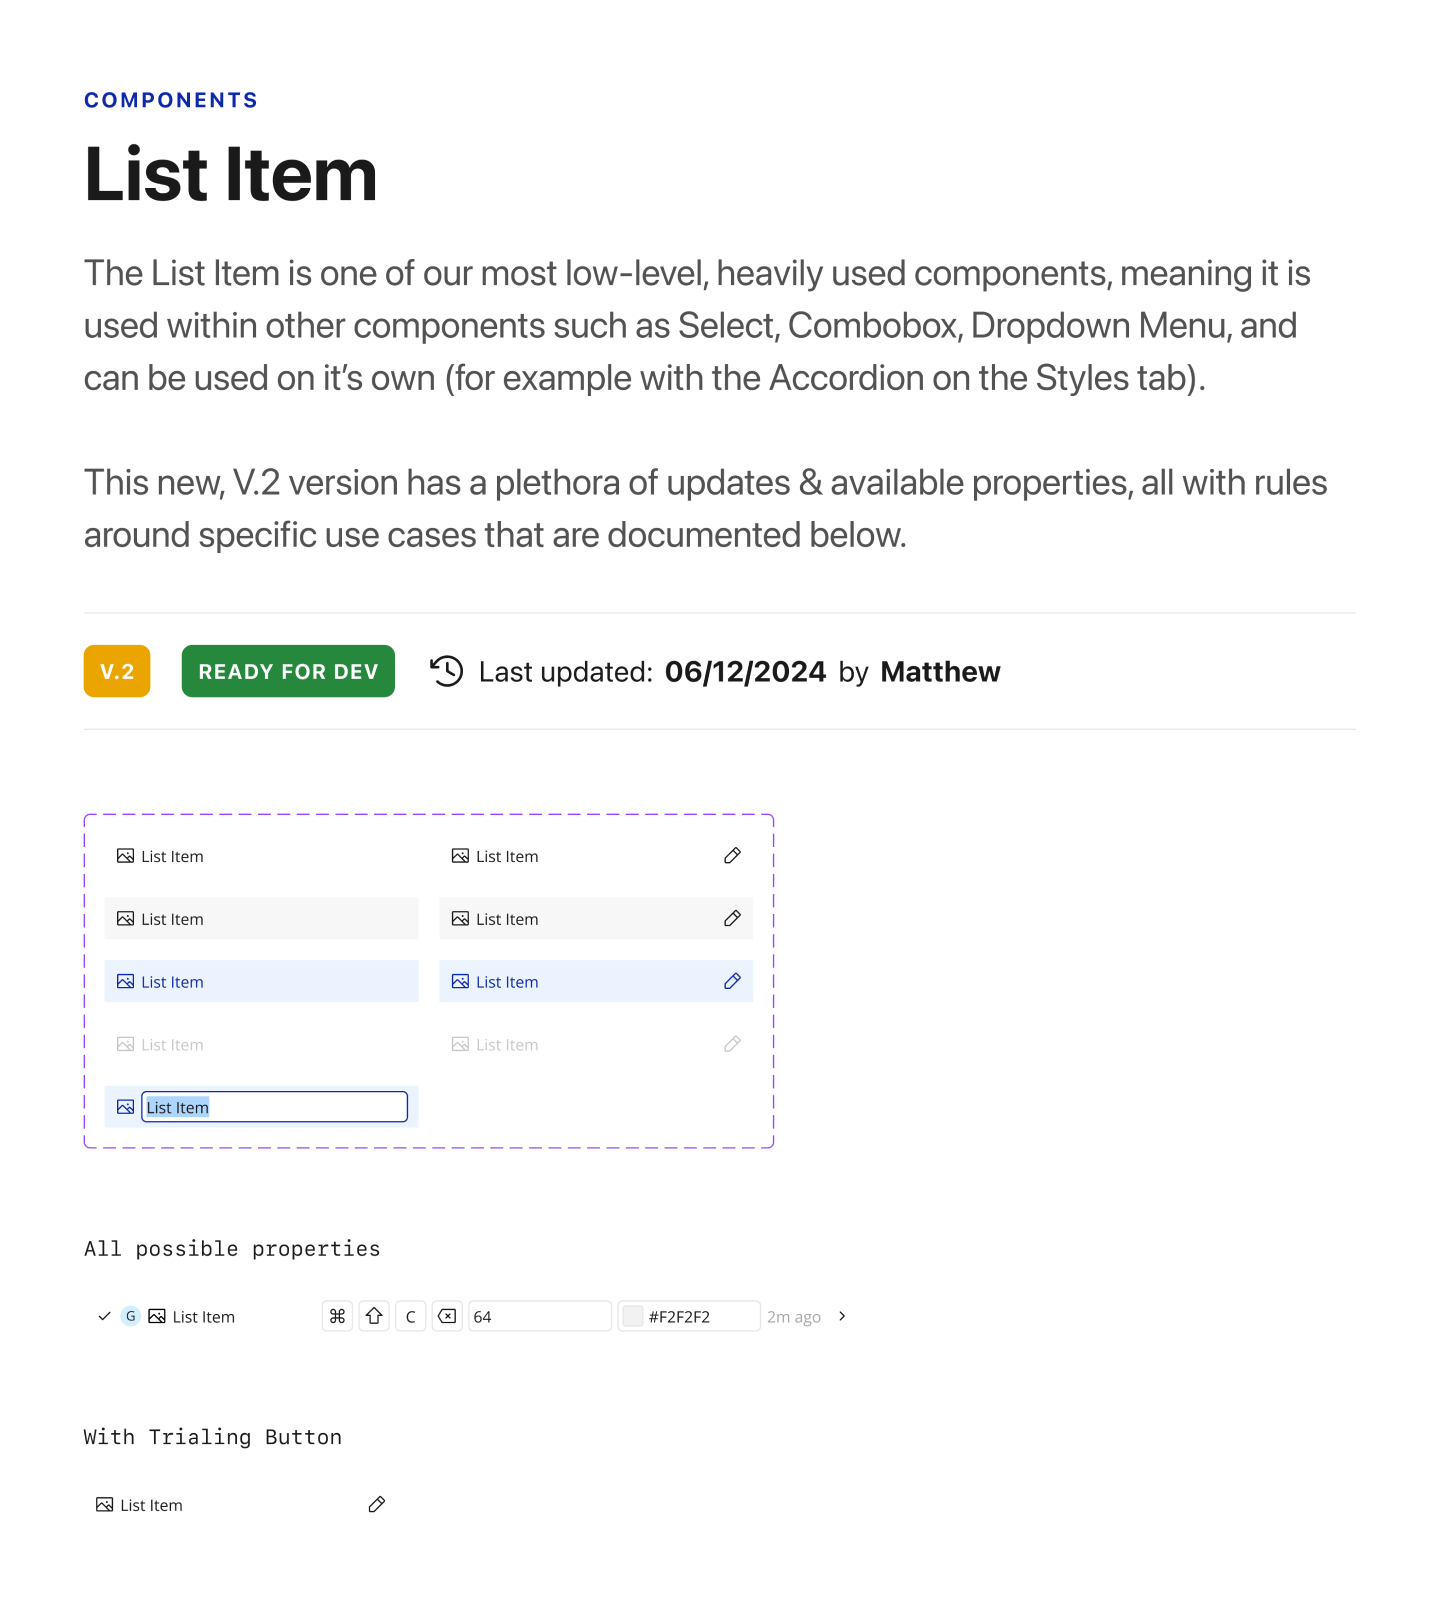 COMPONENTS
List Item
The List Item is one of our most low-level, heavily used components, meaning it is
used within other components such as Select, Combobox, Dropdown Menu, and
can be used on it’s own (for example with the Accordion on the Styles tab).
This new, V.2 version has a plethora of updates & available properties, all with rules
around specific use cases that are documented below.
V.2 READY FOR DEV Last updated: 06/12/2024 by Matthew
List Item List Item
List Item List Item
List Item List Item
List Item List Item
List Item
All possible properties
G List Item ⌘ C 64 #F2F2F2 2m ago
With Trialing Button
List Item